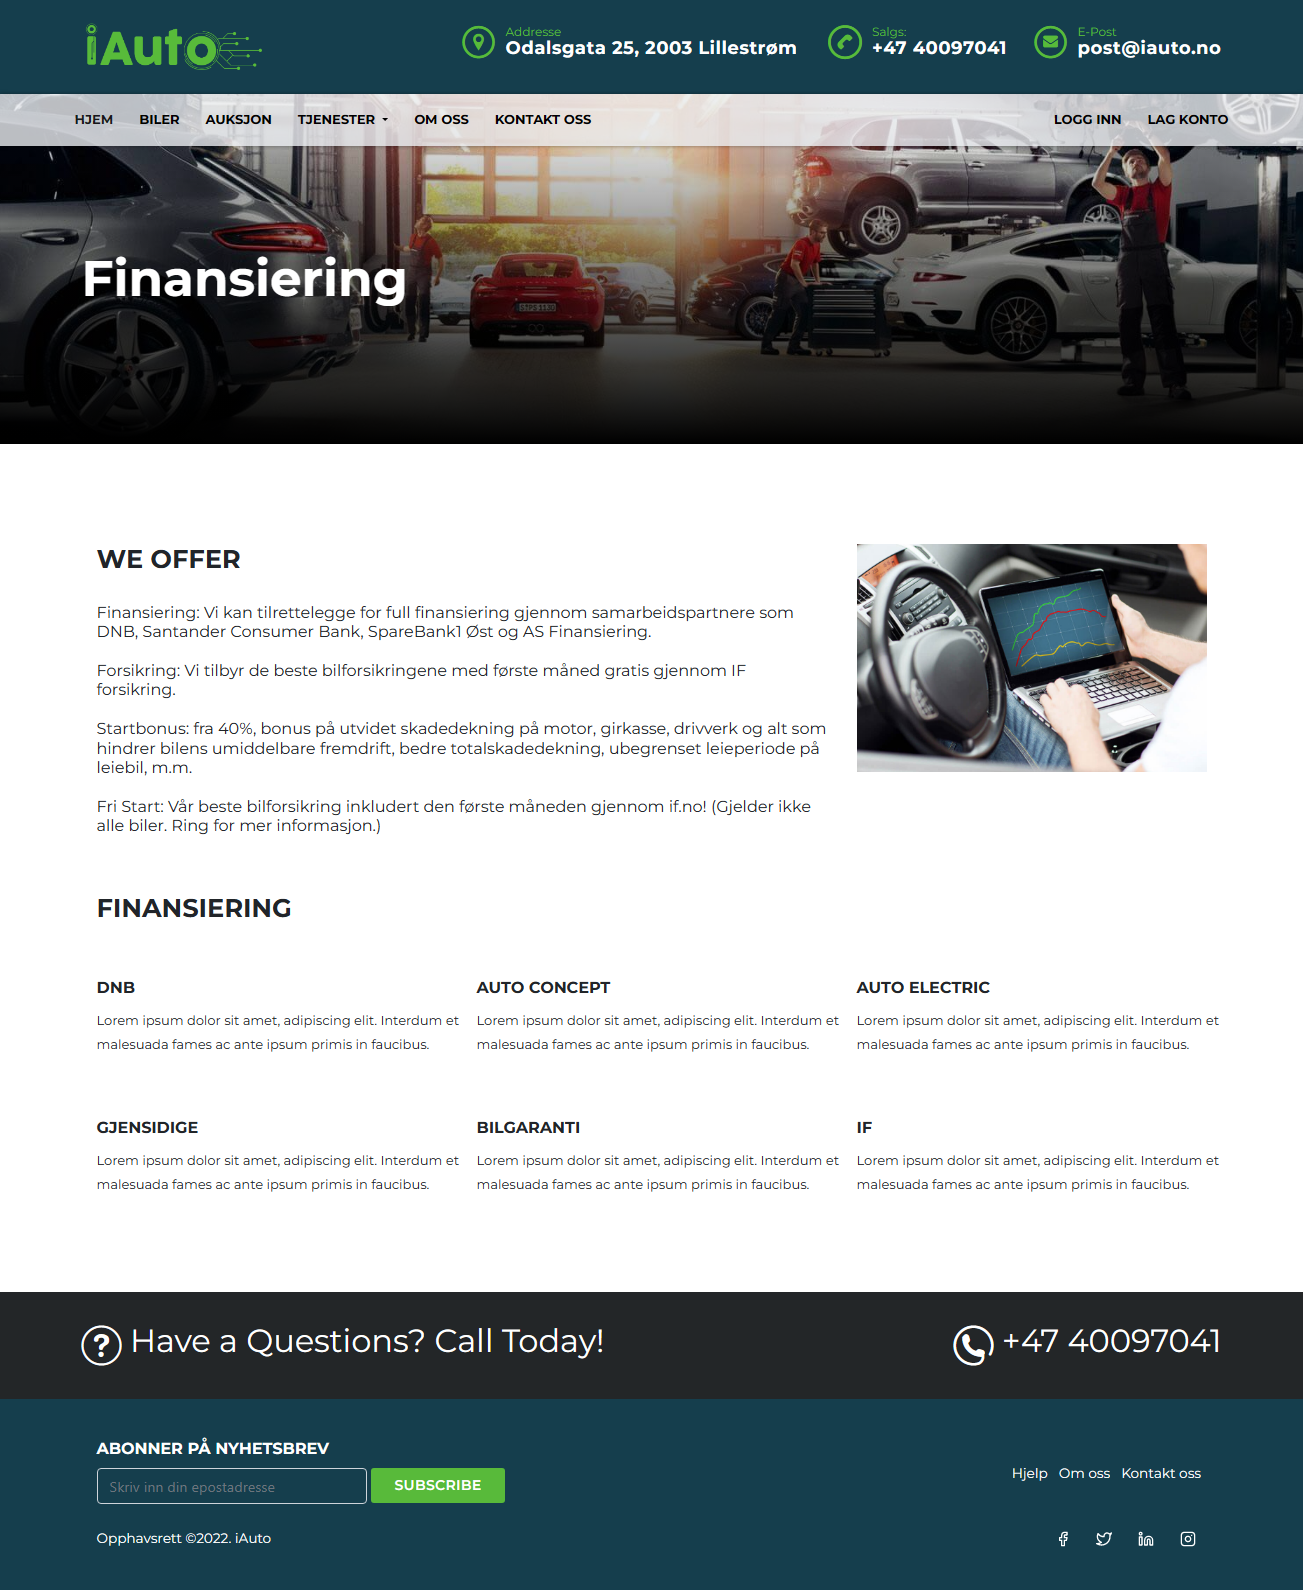 iAuto
Addresse
Odalsgata 25, 2003 Lillestrøm
Salgs:
+47 40097041
E-Post
post@iauto.no
HJEM BILER AUKSJON TJENESTER OM OSS KONTAKT OSS LOGG INN LAG KONTO
Finansiering
WE OFFER
Finansiering: Vi kan tilrettelegge for full finansiering gjennom samarbeidspartnere som
DNB, Santander Consumer Bank, SpareBank1 Øst og AS Finansiering.
Forsikring: Vi tilbyr de beste bilforsikringene med første måned gratis gjennom IF
forsikring.
Startbonus: fra 40%, bonus på utvidet skadedekning på motor, girkasse, drivverk og alt som
hindrer bilens umiddelbare fremdrift, bedre totalskadedekning, ubegrenset leieperiode på
leiebil, m.m.
Fri Start: Vår beste bilforsikring inkludert den første måneden gjennom if.no! (Gjelder ikke
alle biler. Ring for mer informasjon.)
FINANSIERING
DNB
Lorem ipsum dolor sit amet, adipiscing elit. Interdum et
malesuada fames ac ante ipsum primis in faucibus.
AUTO CONCEPT
Lorem ipsum dolor sit amet, adipiscing elit. Interdum et
malesuada fames ac ante ipsum primis in faucibus.
AUTO ELECTRIC
Lorem ipsum dolor sit amet, adipiscing elit. Interdum et
malesuada fames ac ante ipsum primis in faucibus.
GJENSIDIGE
Lorem ipsum dolor sit amet, adipiscing elit. Interdum et
malesuada fames ac ante ipsum primis in faucibus.
BILGARANTI
Lorem ipsum dolor sit amet, adipiscing elit. Interdum et
malesuada fames ac ante ipsum primis in faucibus.
IF
Lorem ipsum dolor sit amet, adipiscing elit. Interdum et
malesuada fames ac ante ipsum primis in faucibus.
Have a Questions? Call Today!
+47 40097041
ABONNER PÅ NYHETSBREV
Skriv inn din epostadresse
SUBSCRIBE
Hjelp Om oss Kontakt oss
Opphavsrett ©2022. iAuto